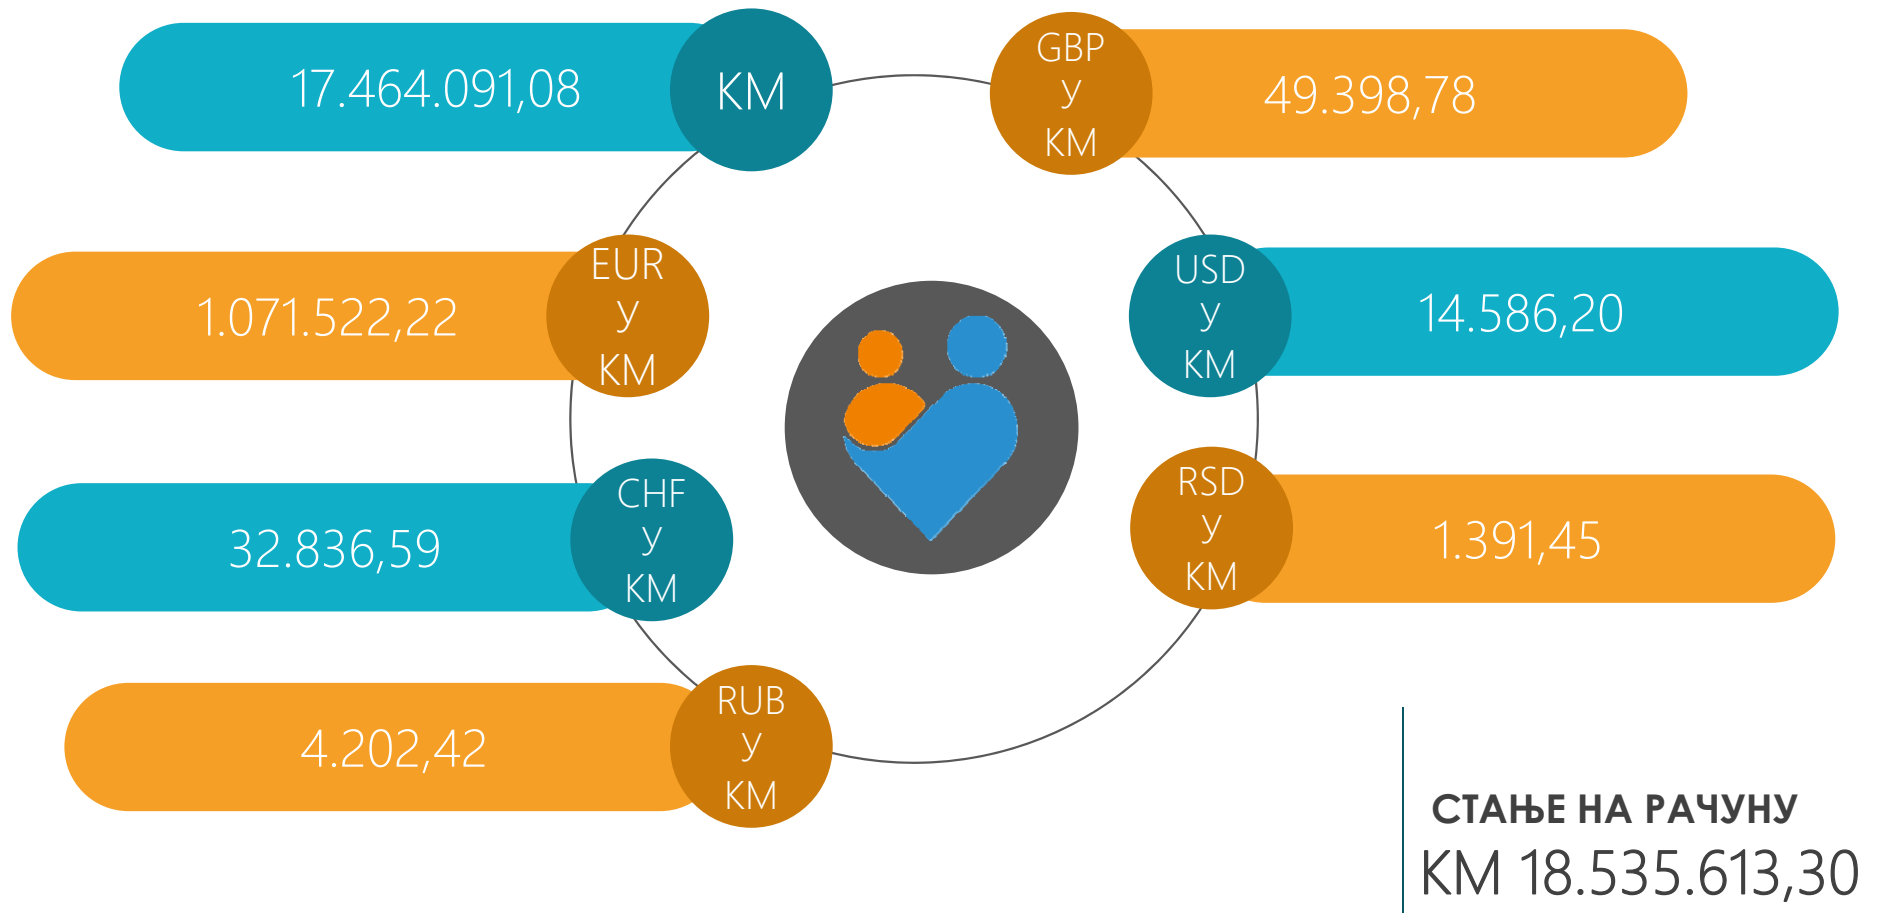 17.464.091,08
КМ
GBP
у
КМ
49.398,78
1.071.522,22
EUR
у
КМ
USD
у
КМ
14.586,20
32.836,59
CHF
у
КМ
RSD
у
КМ
1.391,45
4.202,42
RUB
у
КМ
СТАЊЕ НА РАЧУНУ
КМ 18.535.613,30